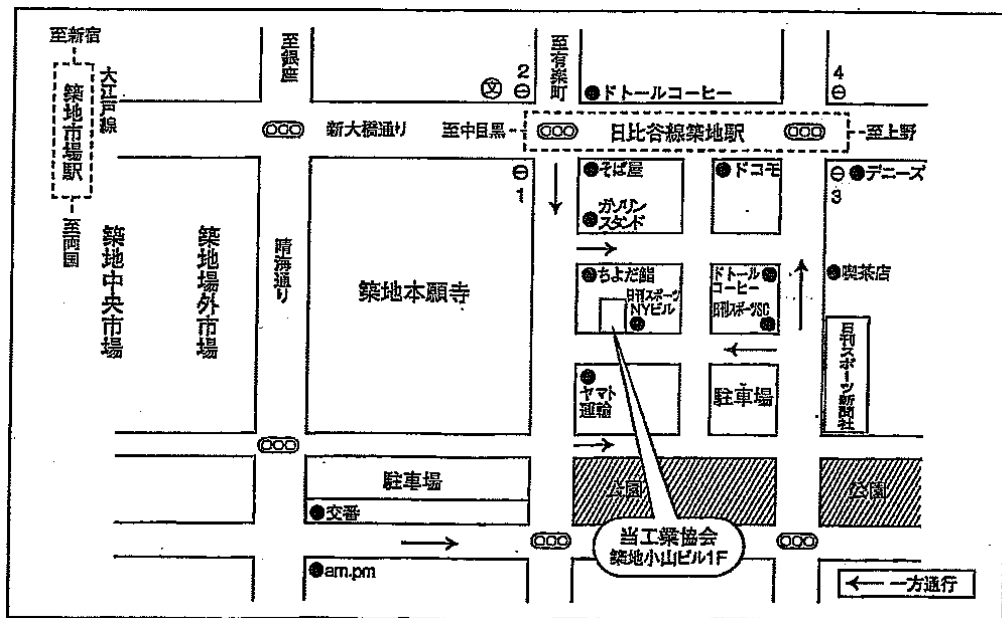 至新宿
大江戸線
築地市場駅
至両国
至銀座
2
至有楽町
ドトールコーヒー
4
新大橋通り
至中目黒
日比谷線築地駅
至上野
1
そば屋
ガソリン
スタンド
ドコモ
デニーズ
3
築地中央市場
築地場外市場
晴海通り
築地本願寺
ちよだ鮨
日刊スポーツ
NYビル
ドトール
コーヒー
日刊スポーツSC
喫茶店
日刊スポーツ新聞社
ヤマト
運輸
駐車場
駐車場
交番
公園
公園
当工業協会
築地小山ビル1F
am.pm
一方通行
文